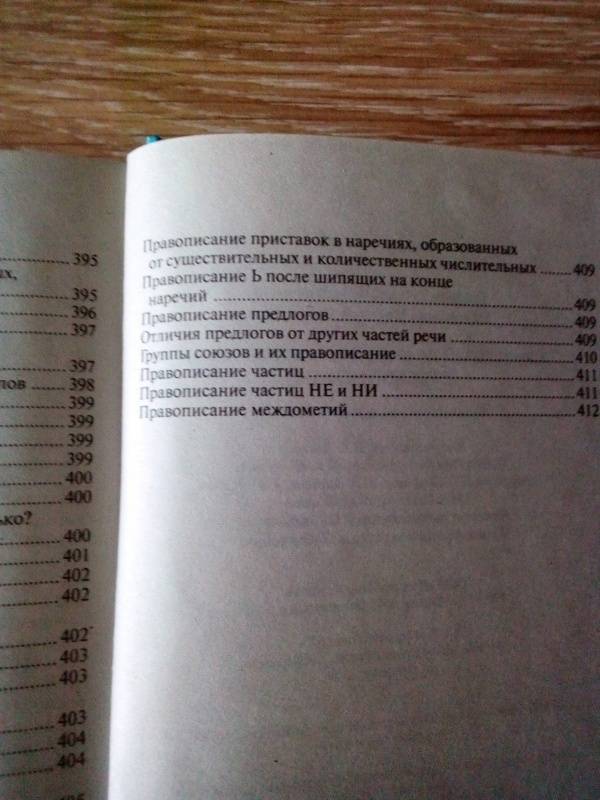 395
ых,
395
396
397
397
лов ........ 398
399
399
399
399
400
400
ько?
400
401
402
402
402
403
403
403
404
404
Правописание приставок в наречиях, образованных
от существительных и количественных числительных ...... 409
Правописание Ь после шипящих на конце
наречий ...... 409
Правописание предлогов ...... 409
Отличия предлогов от других частей речи ...... 409
Группы союзов и их правописание ...... 410
Правописание частиц ...... 411
Правописание частиц НЕ и НИ ...... 411
Правописание междометий ...... 412